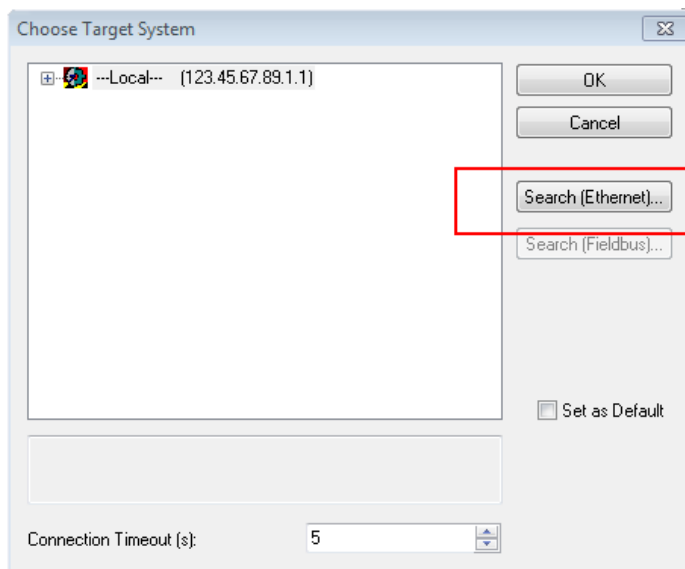 Choose Target System
---Local--- (123.45.67.89.1.1)
OK
Cancel
Search (Ethernet)...
Search (Fieldbus)...
Set as Default
Connection Timeout (s):
5